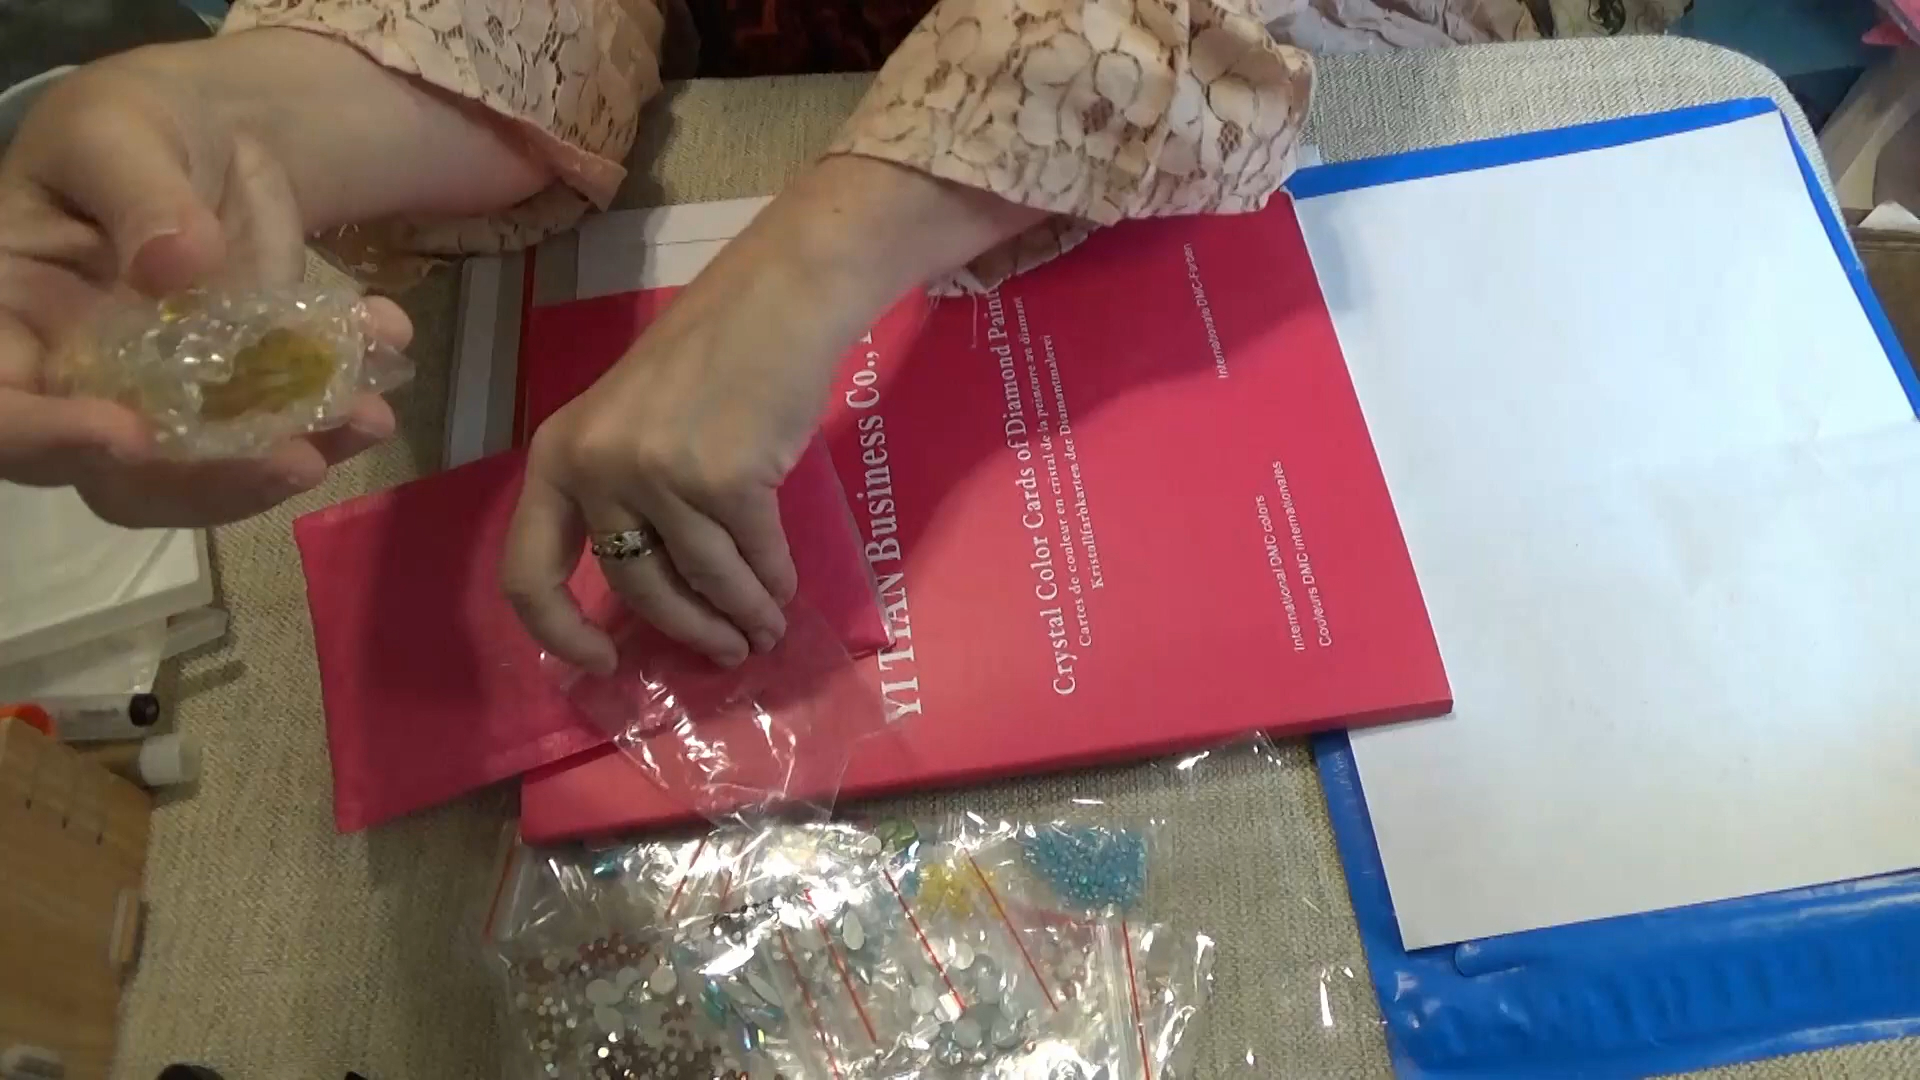 YI TIAN Business Co.,
Crystal Color Cards of Diamond Paint
Cartes de couleur en cristal de la peinture au diamant
Kristallfarbkarten der Diamantmalerei
Internationale DMC-Farben
International DMC colors
Couleurs DMC internationales